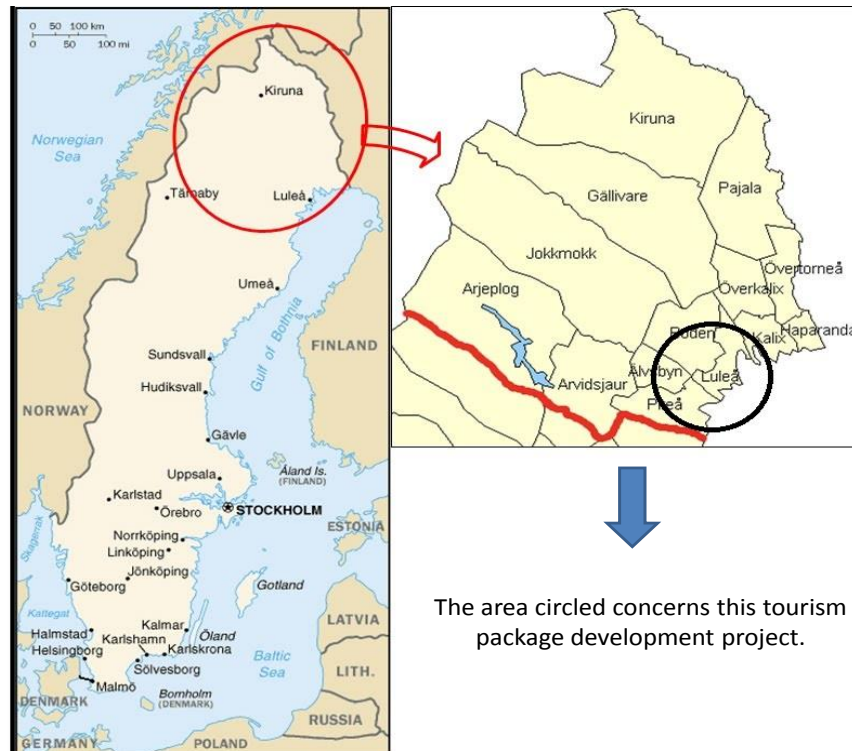 0 50 100 km
0 50 100 mi
Norwegian
Sea
Kiruna
Tärnaby
Luleå
Umeå
Gulf of Bothnia
Sundsvall
FINLAND
Hudiksvall
NORWAY
Gävle
Uppsala
Åland Is.
(FINLAND)
Karlstad
Örebro
STOCKHOLM
Norrköping
ESTONIA
Linköping
Skagerrak
Jönköping
Göteborg
Gotland
Kattegat
LATVIA
Halmstad
Kalmar
Öland
Helsingborg
Karlshamn
Karlskrona
Baltic
Sea
LITH.
Sölvesborg
Malmö
Bornholm
(DENMARK)
DENMARK
RUSSIA
GERMANY
POLAND
Kiruna
Gällivare
Pajala
Jokkmokk
Övertorneå
Arjeplog
Överkalix
Boden
Kalix
Haparanda
Älvsbyn
Luleå
Arvidsjaur
Piteå
The area circled concerns this tourism
package development project.